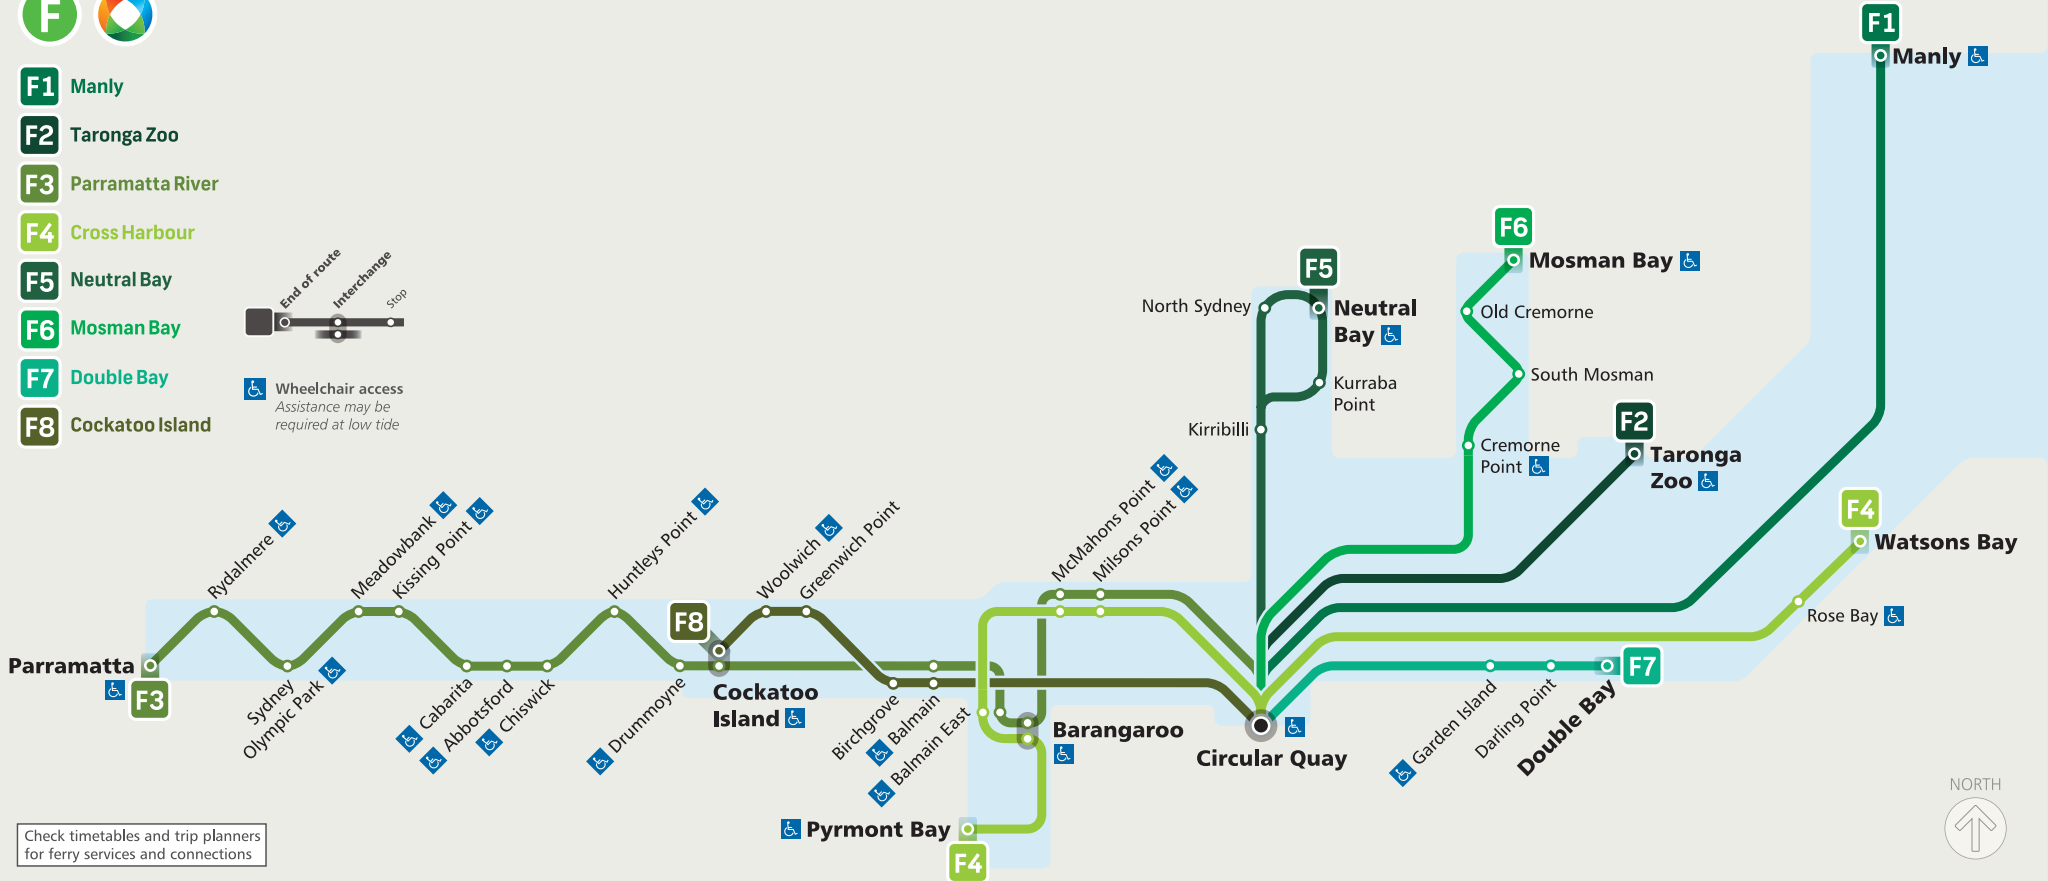 F
F1 Manly
F2 Taronga Zoo
F3 Parramatta River
F4 Cross Harbour
F5 Neutral Bay
F6 Mosman Bay
F7 Double Bay
F8 Cockatoo Island
End of route
Interchange
Stop
Wheelchair access
Assistance may be
required at low tide
F1
Manly
F6
Mosman Bay
Old Cremorne
South Mosman
Cremorne
Point
F5
North Sydney
Neutral
Bay
Kurraba
Point
Kirribilli
F2
Taronga
Zoo
F4
Watsons Bay
Rose Bay
McMahons Point
Milsons Point
Rydalmere
Meadowbank
Kissing Point
Huntleys Point
Woolwich
Greenwich Point
F8
Parramatta
F3
Sydney
Olympic Park
Cabarita
Abbotsford
Chiswick
Drummoyne
Cockatoo
Island
Birchgrove
Balmain
Balmain East
Barangaroo
Circular Quay
Garden Island
Darling Point
Double Bay
F7
Pyrmont Bay
F4
NORTH
Check timetables and trip planners
for ferry services and connections